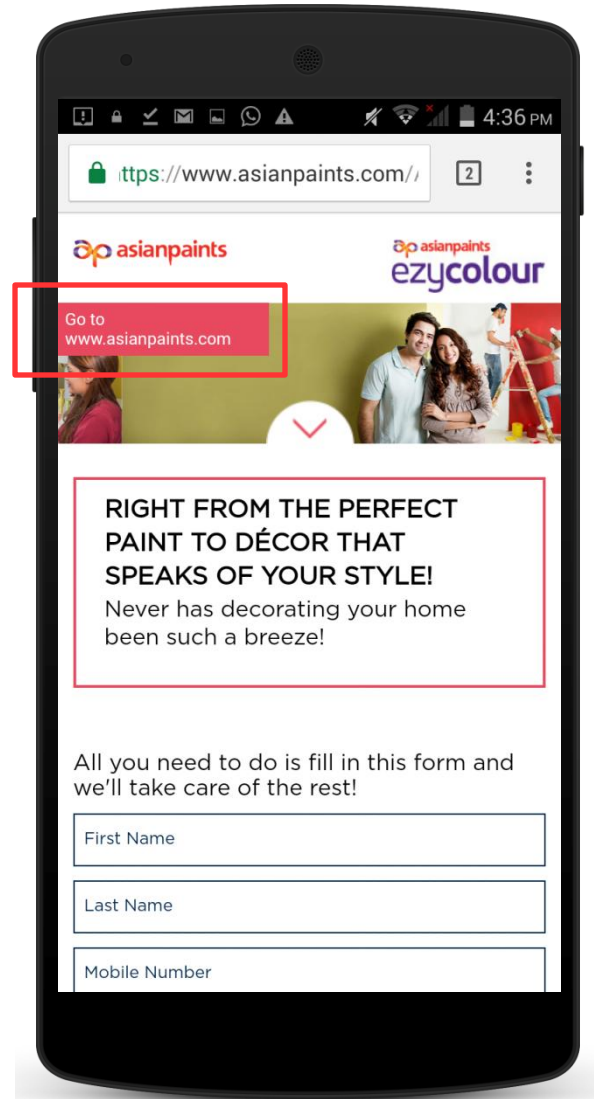 4:36 PM
ttps://www.asianpaints.com/
2
ap asianpaints
ap asianpaints
ezycolour
Go to
www.asianpaints.com
RIGHT FROM THE PERFECT
PAINT TO DÉCOR THAT
SPEAKS OF YOUR STYLE!
Never has decorating your home
been such a breeze!
All you need to do is fill in this form and
we'll take care of the rest!
First Name
Last Name
Mobile Number